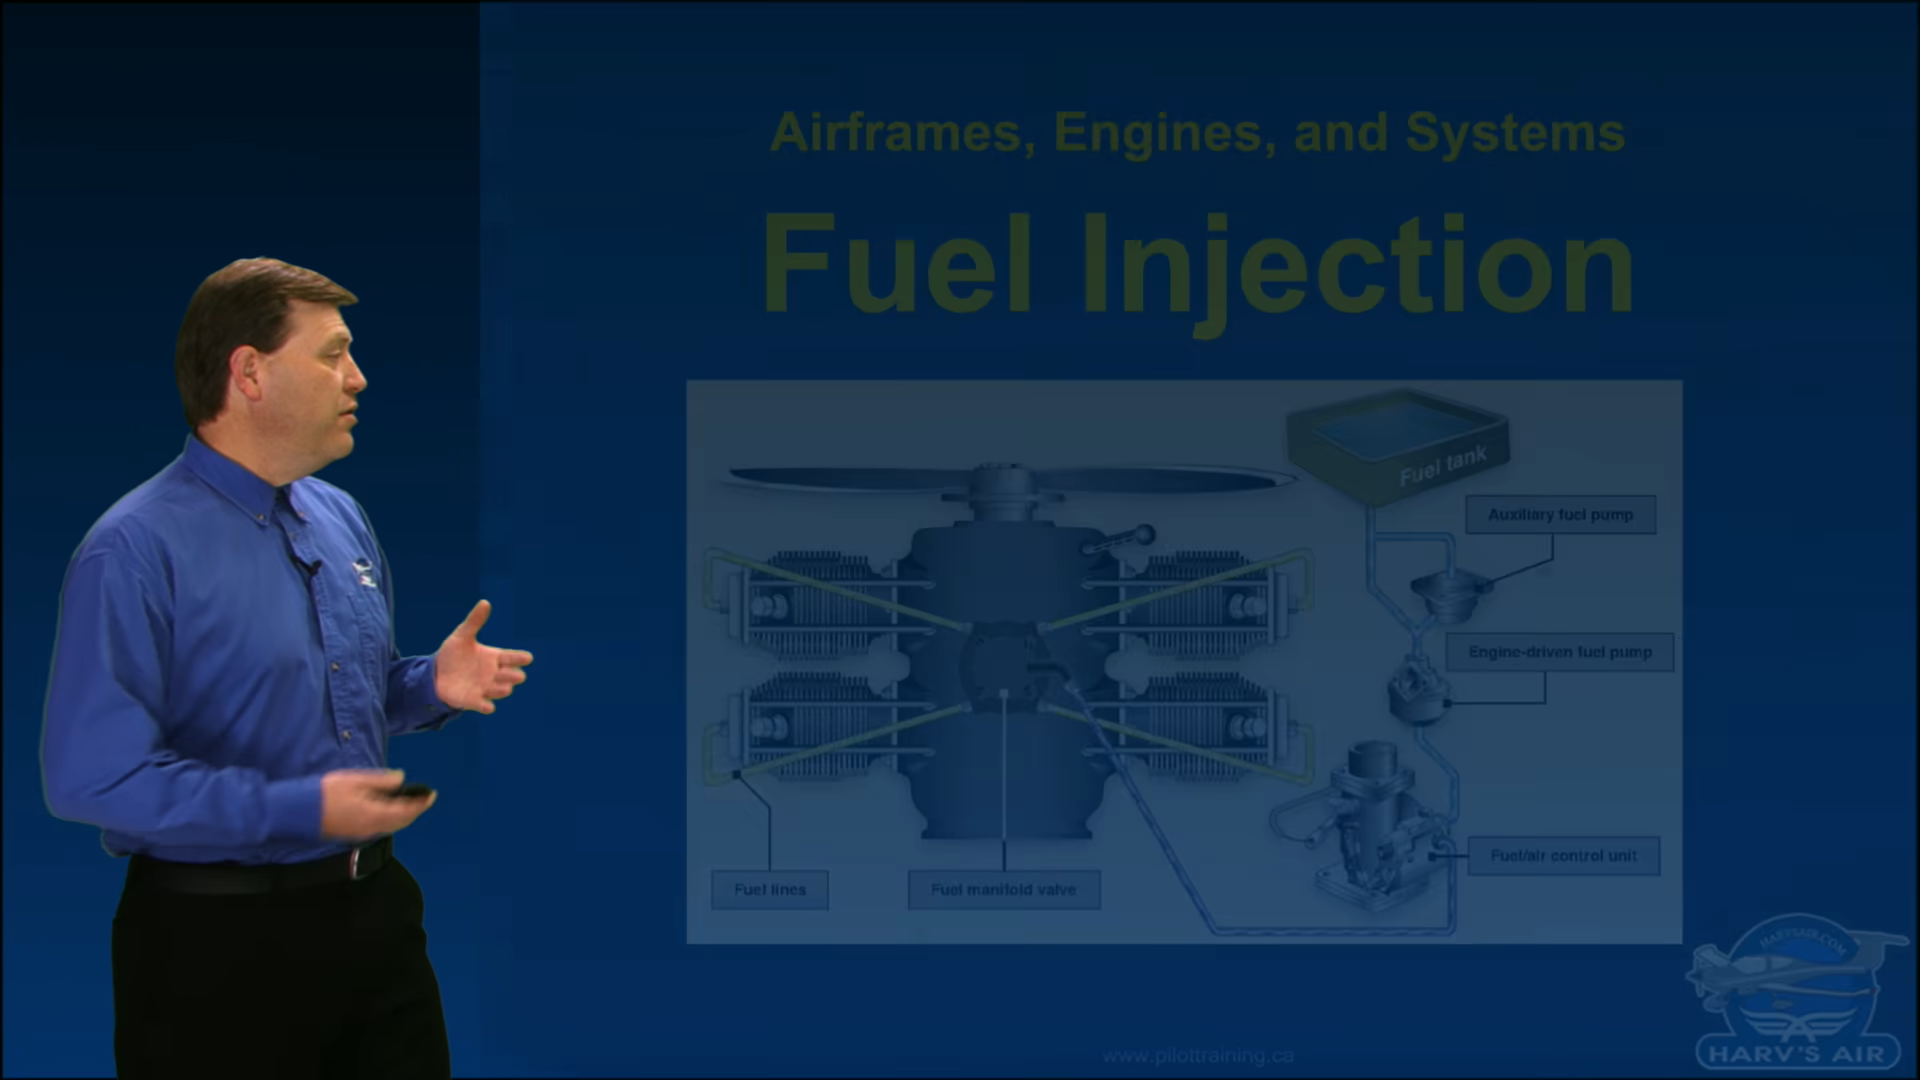 Airframes, Engines, and Systems
Fuel Injection
Fuel tank
Auxiliary fuel pump
Engine-driven fuel pump
Fuel/air control unit
Fuel lines
Fuel manifold valve
HARVSAIR.COM
HARV'S AIR
www.pilottraining.ca